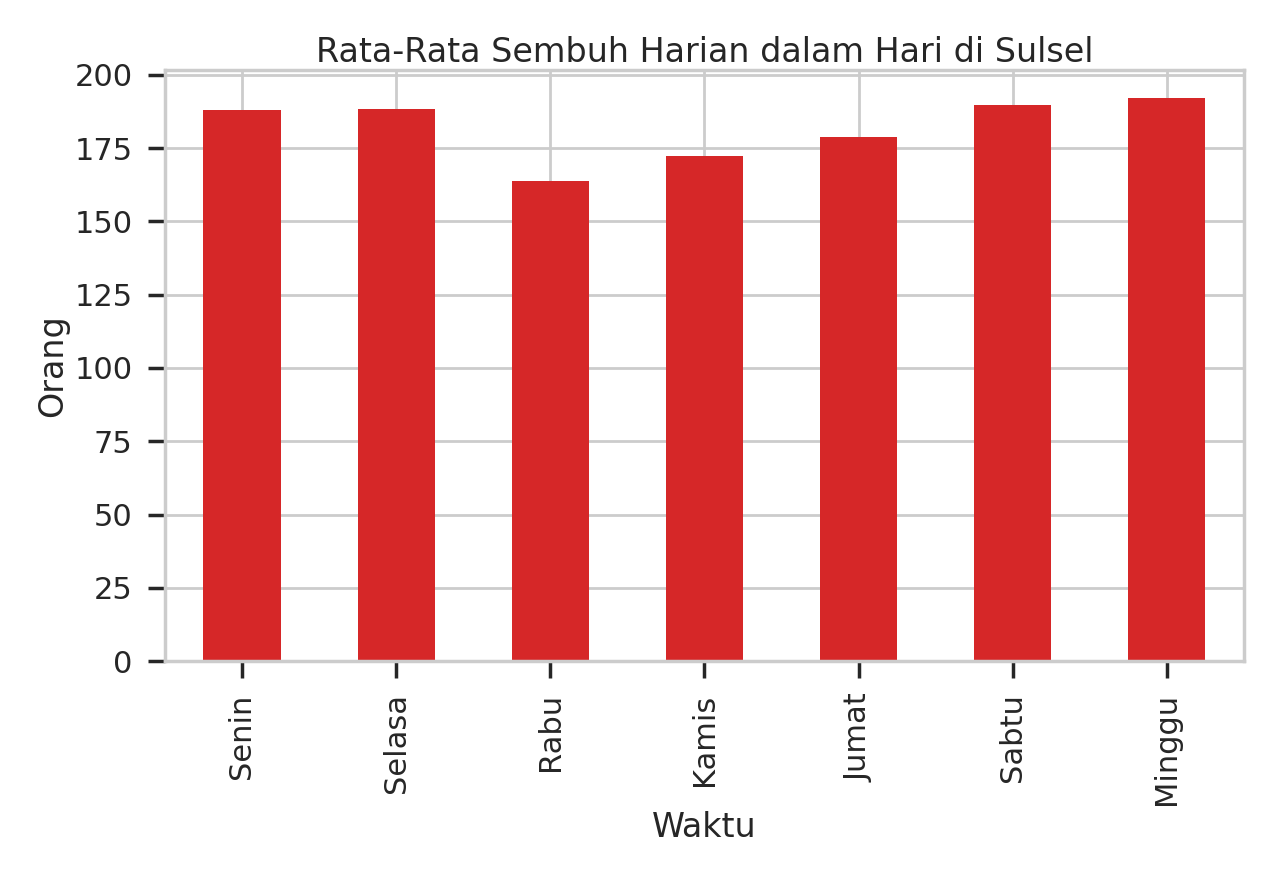 Rata-Rata Sembuh Harian dalam Hari di Sulsel
200
175
150
125
100
75
50
25
0
Orang
Senin
Selasa
Rabu
Kamis
Jumat
Sabtu
Minggu
Waktu